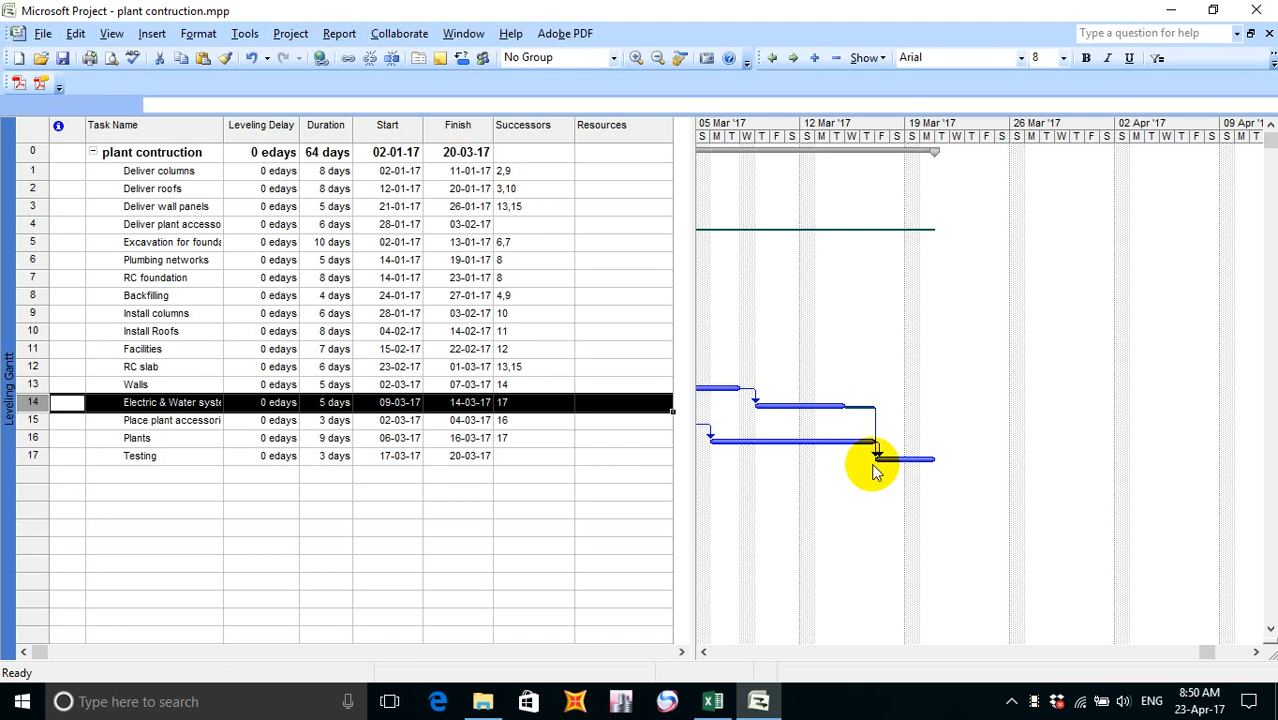 Microsoft Project - plant contruction.mpp
File Edit View Insert Format Tools Project Report Collaborate Window Help Adobe PDF
Type a question for help
No Group Show Arial 8 B I U
Task Name Leveling Delay Duration Start Finish Successors Resources
05 Mar '17 12 Mar '17 19 Mar '17 26 Mar '17 02 Apr '17 09 Apr '1
S M T W T F S S M T W T F S S M T W T F S S M T W T F S S M T W T F S S M T
0 plant contruction 0 edays 64 days 02-01-17 20-03-17
1 Deliver columns 0 edays 8 days 02-01-17 11-01-17 2,9
2 Deliver roofs 0 edays 8 days 12-01-17 20-01-17 3,10
3 Deliver wall panels 0 edays 5 days 21-01-17 26-01-17 13,15
4 Deliver plant accesso 0 edays 6 days 28-01-17 03-02-17
5 Excavation for founda 0 edays 10 days 02-01-17 13-01-17 6,7
6 Plumbing networks 0 edays 5 days 14-01-17 19-01-17 8
7 RC foundation 0 edays 8 days 14-01-17 23-01-17 8
8 Backfilling 0 edays 4 days 24-01-17 27-01-17 4,9
9 Install columns 0 edays 6 days 28-01-17 03-02-17 10
10 Install Roofs 0 edays 8 days 04-02-17 14-02-17 11
11 Facilities 0 edays 7 days 15-02-17 22-02-17 12
12 RC slab 0 edays 6 days 23-02-17 01-03-17 13,15
13 Walls 0 edays 5 days 02-03-17 07-03-17 14
14 Electric & Water syste 0 edays 5 days 09-03-17 14-03-17 17
15 Place plant accessori 0 edays 3 days 02-03-17 04-03-17 16
16 Plants 0 edays 9 days 06-03-17 16-03-17 17
17 Testing 0 edays 3 days 17-03-17 20-03-17
Leveling Gantt
Ready
Type here to search
ENG
8:50 AM
23-Apr-17